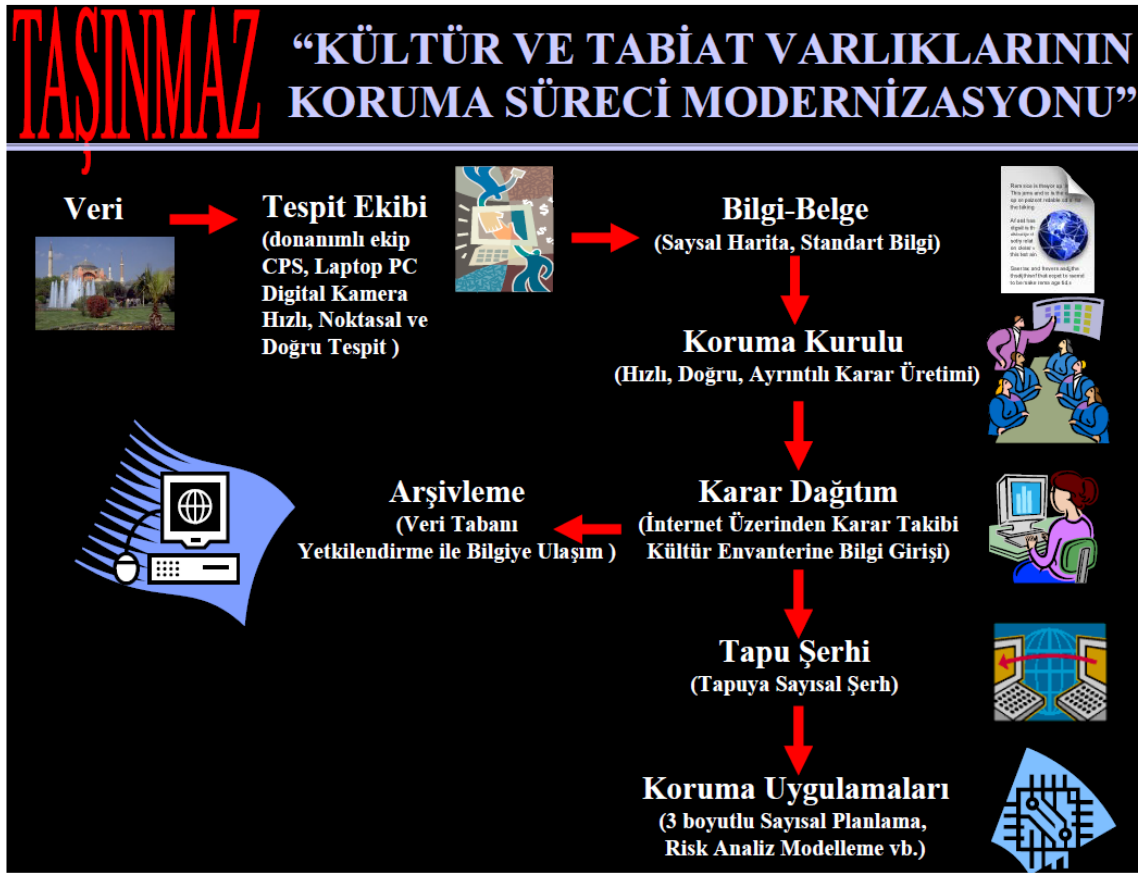 TAŞINMAZ
“KÜLTÜR VE TABİAT VARLIKLARININ
KORUMA SÜRECİ MODERNİZASYONU”
Veri
Tespit Ekibi
(donanımlı ekip
CPS, Laptop PC
Digital Kamera
Hızlı, Noktasal ve
Doğru Tespit )
Bilgi-Belge
(Saysal Harita, Standart Bilgi)
Koruma Kurulu
(Hızlı, Doğru, Ayrıntılı Karar Üretimi)
Karar Dağıtım
(İnternet Üzerinden Karar Takibi
Kültür Envanterine Bilgi Girişi)
Arşivleme
(Veri Tabanı
Yetkilendirme ile Bilgiye Ulaşım )
Tapu Şerhi
(Tapuya Sayısal Şerh)
Koruma Uygulamaları
(3 boyutlu Sayısal Planlama,
Risk Analiz Modelleme vb.)